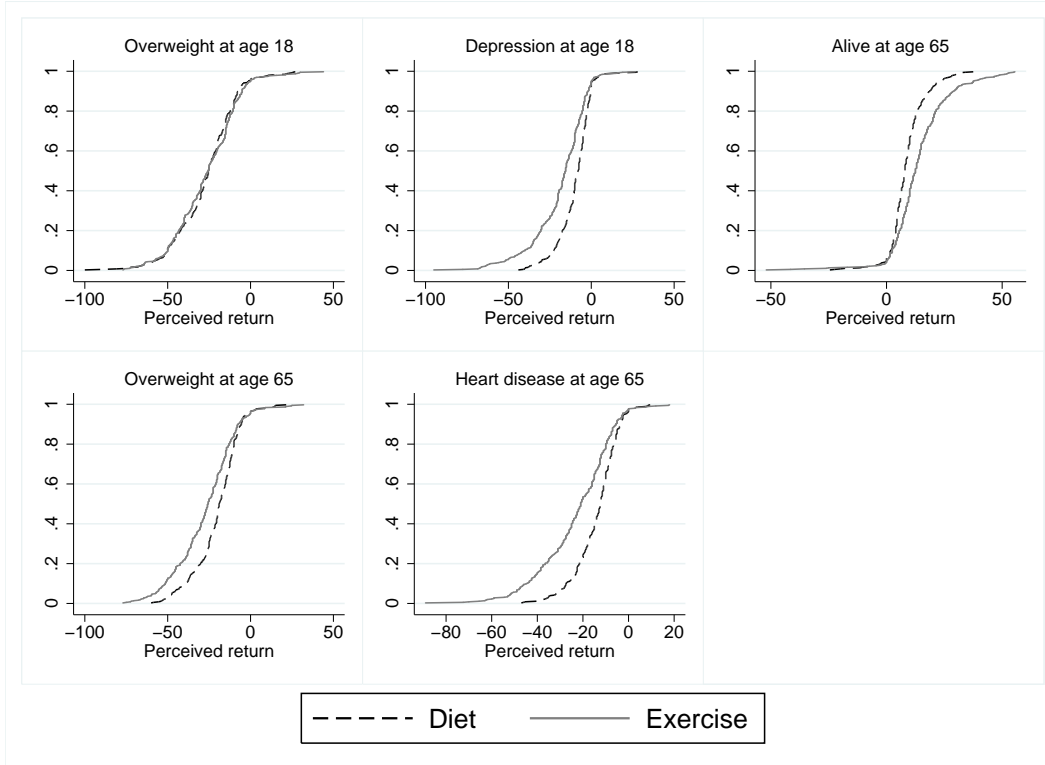 Overweight at age 18
1
.8
.6
.4
.2
0
−100 −50 0 50
Perceived return
Depression at age 18
1
.8
.6
.4
.2
0
−100 −50 0 50
Perceived return
Alive at age 65
1
.8
.6
.4
.2
0
−50 0 50
Perceived return
Overweight at age 65
1
.8
.6
.4
.2
0
−100 −50 0 50
Perceived return
Heart disease at age 65
1
.8
.6
.4
.2
0
−80 −60 −40 −20 0 20
Perceived return
Diet Exercise